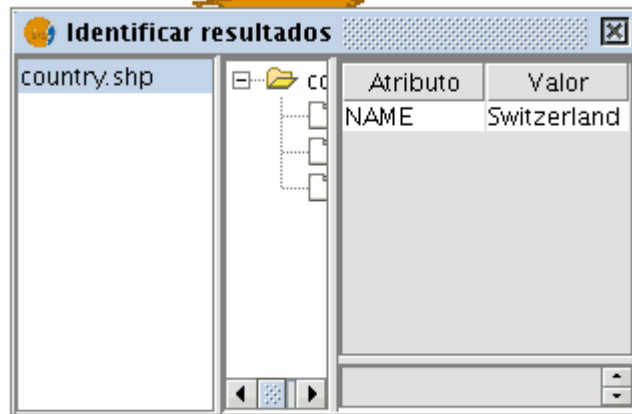 Identificar resultados
country.shp
Atributo Valor
NAME Switzerland